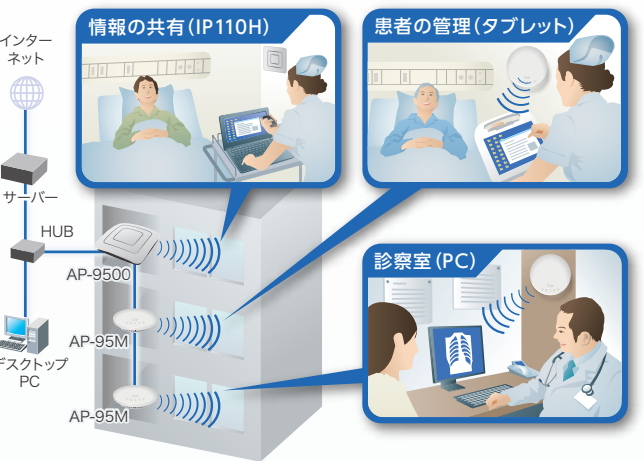 情報の共有(IP110H)
患者の管理(タブレット)
インター
ネット
サーバー
HUB
AP-9500
診察室(PC)
AP-95M
デスクトップ
PC
AP-95M